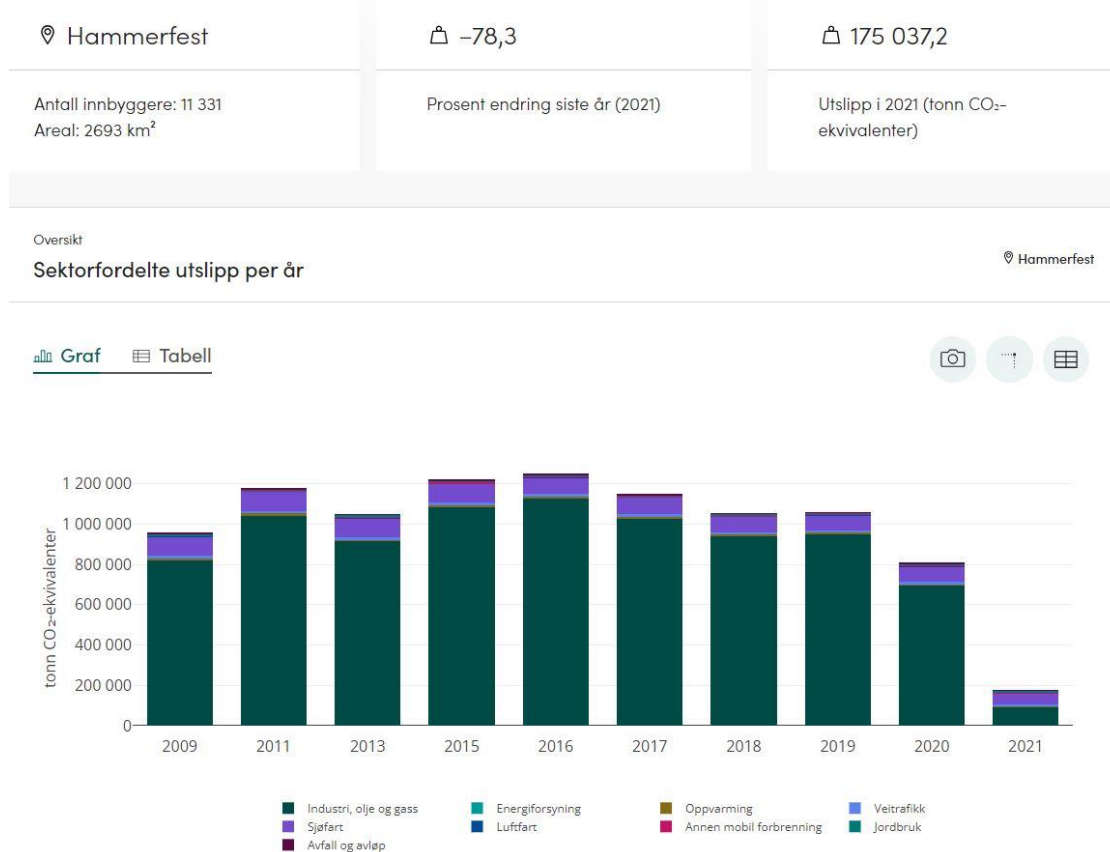 Hammerfest
–78,3
175 037,2
Antall innbyggere: 11 331
Areal: 2693 km²
Prosent endring siste år (2021)
Utslipp i 2021 (tonn CO₂-
ekvivalenter)
Oversikt
Sektorfordelte utslipp per år
Hammerfest
Graf
Tabell
tonn CO₂-ekvivalenter
1 200 000
1 000 000
800 000
600 000
400 000
200 000
0
2009 2011 2013 2015 2016 2017 2018 2019 2020 2021
Industri, olje og gass
Energiforsyning
Oppvarming
Veitrafikk
Sjøfart
Luftfart
Annen mobil forbrenning
Jordbruk
Avfall og avløp